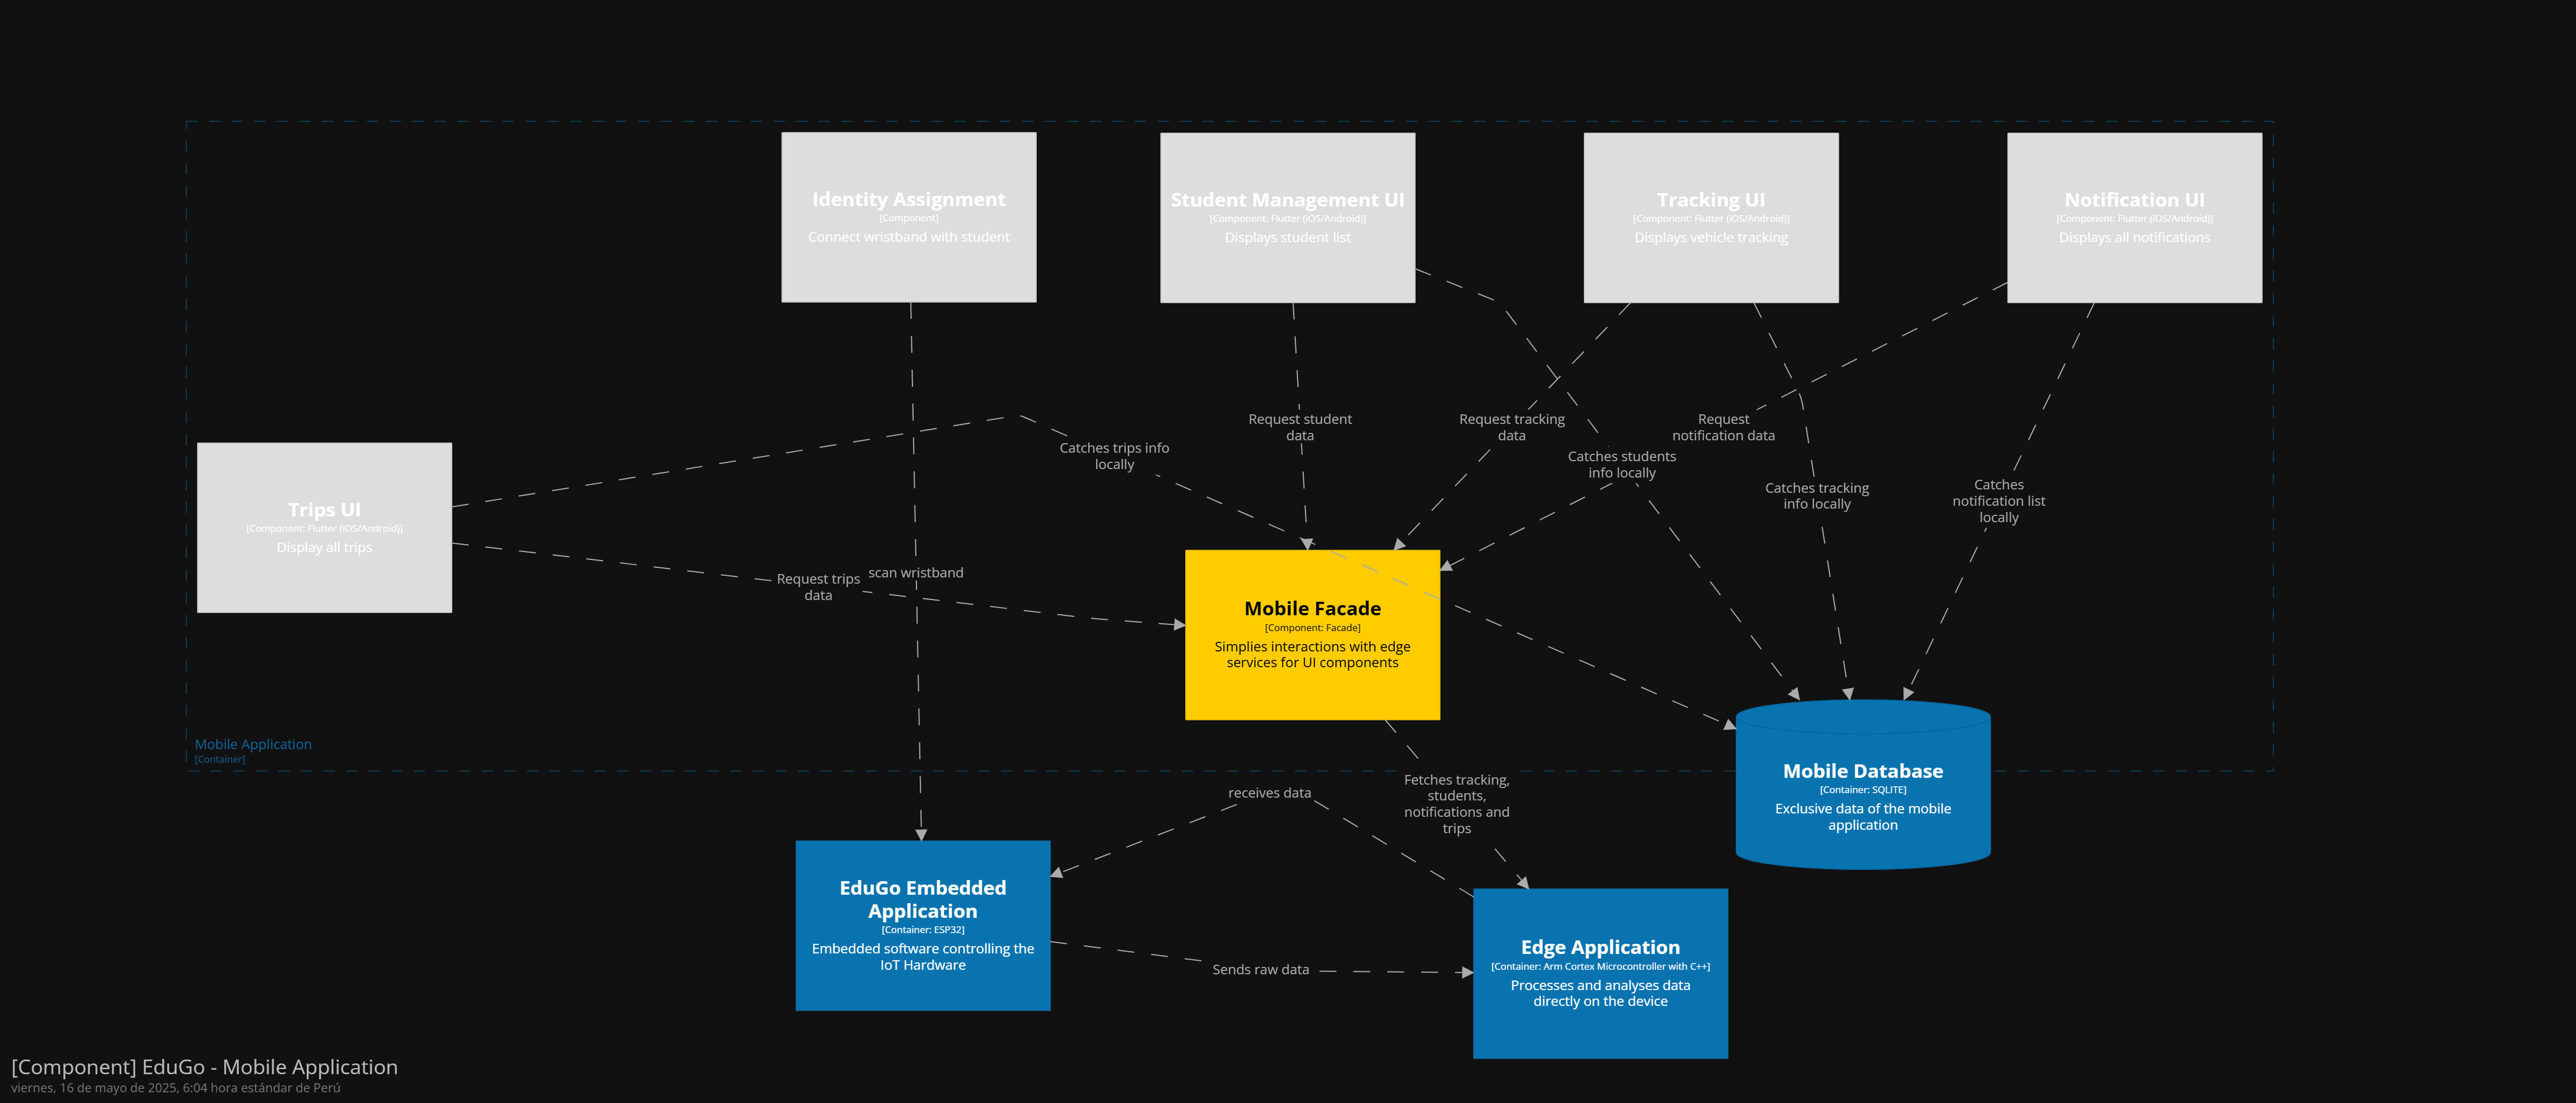 Identity Assignment
[Component]
Connect wristband with student
Student Management UI
[Component: Flutter (iOS/Android)]
Displays student list
Tracking UI
[Component: Flutter (iOS/Android)]
Displays vehicle tracking
Notification UI
[Component: Flutter (iOS/Android)]
Displays all notifications
Request student
data
Request tracking
data
Request
notification data
Catches trips info
locally
Catches students
info locally
Catches tracking
info locally
Catches
notification list
locally
Trips UI
[Component: Flutter (iOS/Android)]
Display all trips
Request trips
data
scan wristband
Mobile Facade
[Component: Facade]
Simplies interactions with edge
services for UI components
Mobile Application
[Container]
Mobile Database
[Container: SQLITE]
Exclusive data of the mobile
application
receives data
Fetches tracking,
students,
notifications and
trips
EduGo Embedded
Application
[Container: ESP32]
Embedded software controlling the
IoT Hardware
Sends raw data
Edge Application
[Container: Arm Cortex Microcontroller with C++]
Processes and analyses data
directly on the device
[Component] EduGo - Mobile Application
viernes, 16 de mayo de 2025, 6:04 hora estándar de Perú